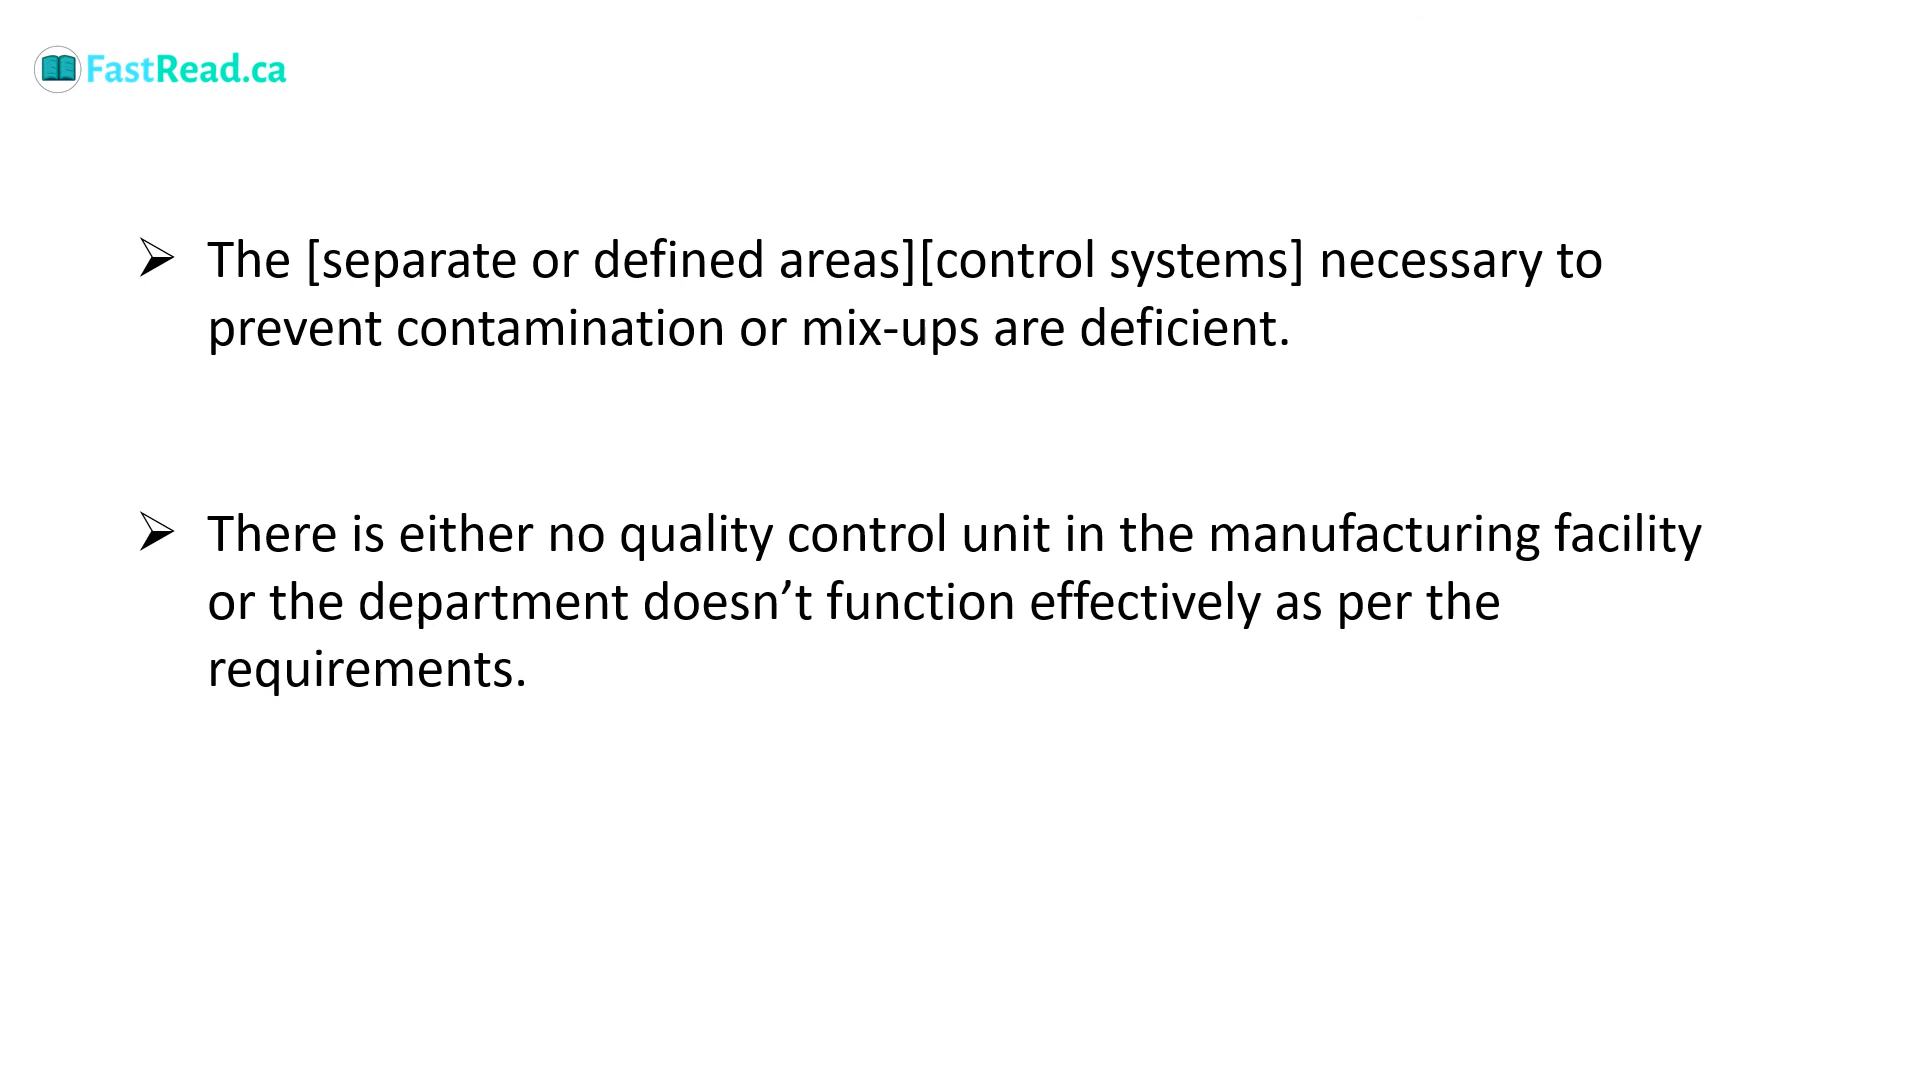 FastRead.ca
The [separate or defined areas][control systems] necessary to
prevent contamination or mix-ups are deficient.
There is either no quality control unit in the manufacturing facility
or the department doesn’t function effectively as per the
requirements.